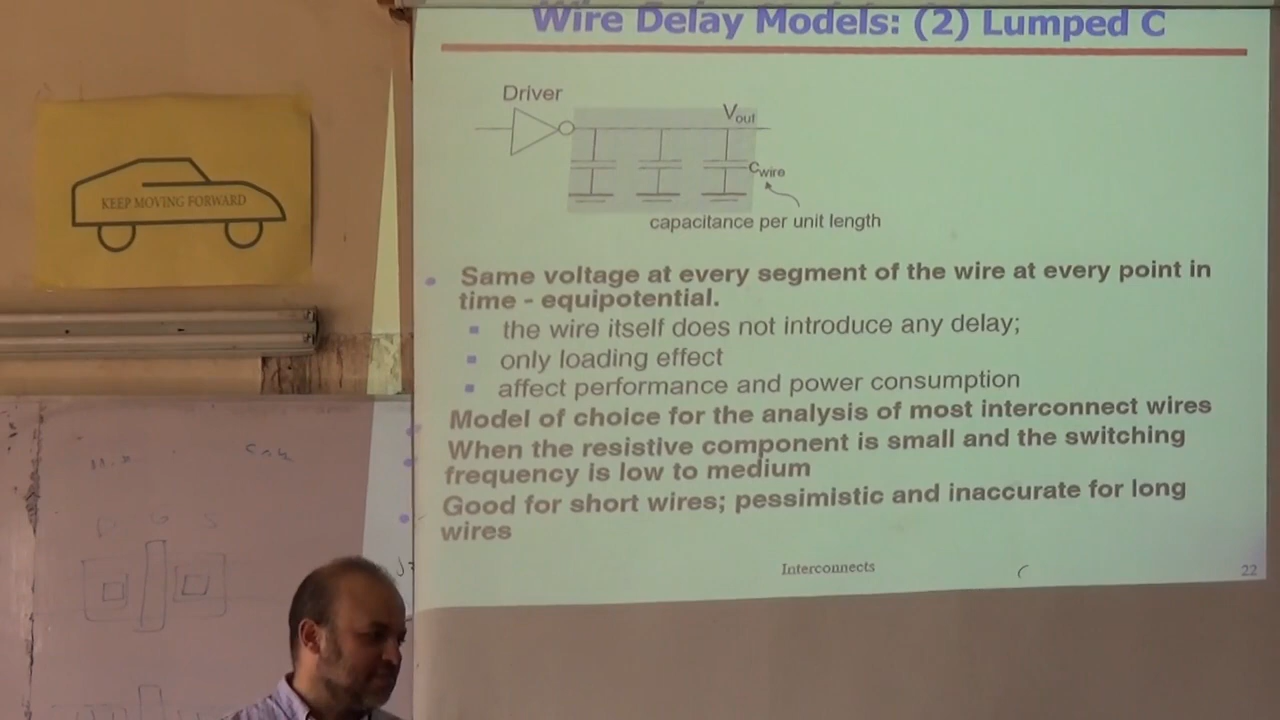 Wire Delay Models: (2) Lumped C
Driver
Vout
cwire
capacitance per unit length
KEEP MOVING FORWARD
Same voltage at every segment of the wire at every point in
time - equipotential.
the wire itself does not introduce any delay;
only loading effect
affect performance and power consumption
Model of choice for the analysis of most interconnect wires
When the resistive component is small and the switching
frequency is low to medium
Good for short wires; pessimistic and inaccurate for long
wires
Interconnects
22